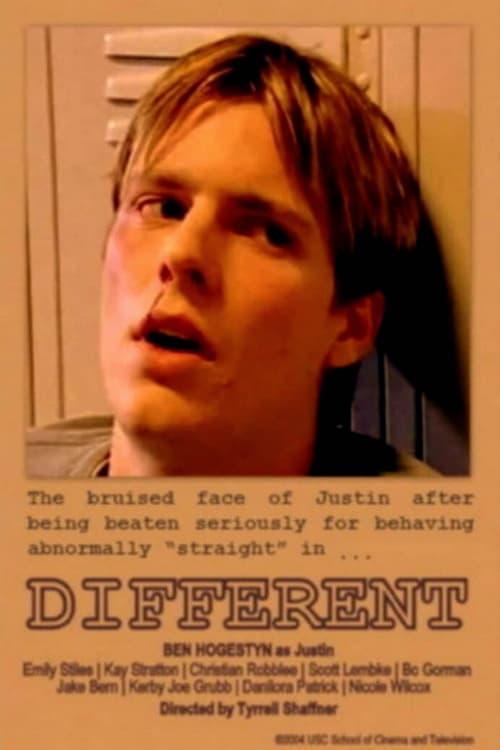 The bruised face of Justin after
being beaten seriously for behaving
abnormally “straight” in ...
DIFFERENT
BEN HOGESTYN as Justin
Emily Stiles | Kay Stratton | Christian Robblee | Scott Lembke | Bo Gorman
Jake Bern | Kerby Joe Grubb | Danilora Patrick | Nicole Wilcox
Directed by Tyrrell Shaffner
©2004 USC School of Cinema and Television